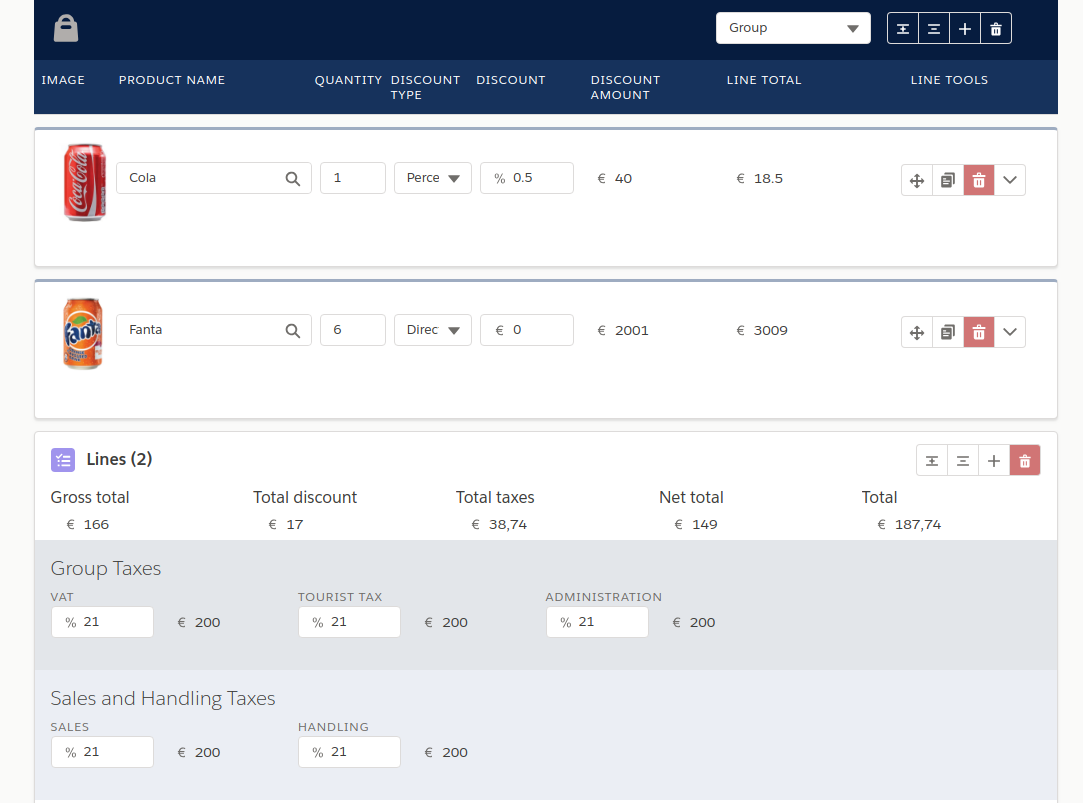 Group
IMAGE PRODUCT NAME QUANTITY DISCOUNT TYPE DISCOUNT DISCOUNT AMOUNT LINE TOTAL LINE TOOLS
Coca-Cola
Cola 1 Perce % 0.5 € 40 € 18.5
Fanta
Fanta 6 Direc € 0 € 2001 € 3009
Lines (2)
Gross total Total discount Total taxes Net total Total
€ 166 € 17 € 38,74 € 149 € 187,74
Group Taxes
VAT TOURIST TAX ADMINISTRATION
% 21 € 200 % 21 € 200 % 21 € 200
Sales and Handling Taxes
SALES HANDLING
% 21 € 200 % 21 € 200